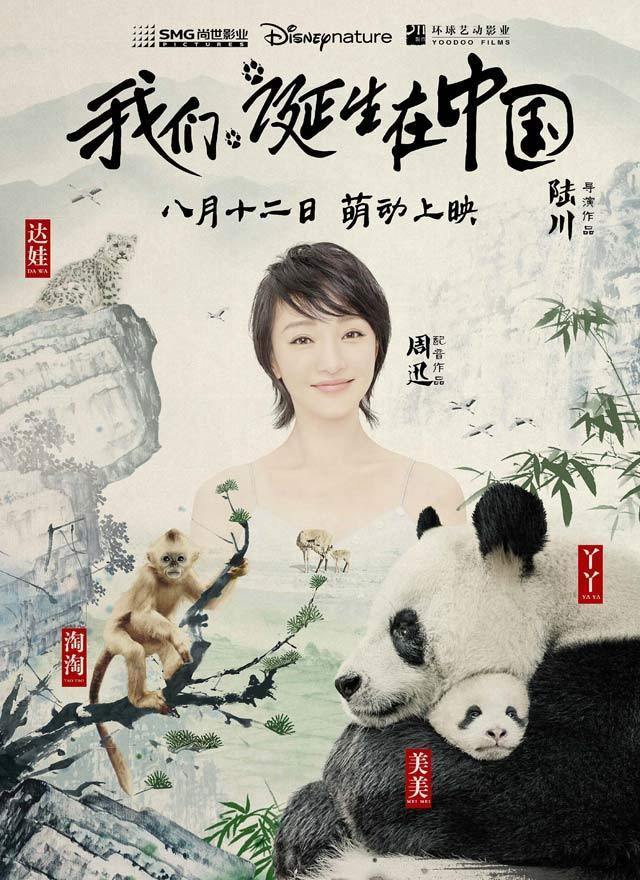 SMG 尚世影业
PICTURES
Disneynature
环球艺动影业
YOODOO FILMS
我们诞生在中国
陆川
导演作品
八月十二日 萌动上映
达娃
DA WA
周迅
配音作品
丫丫
YA YA
淘淘
TAO TAO
美美
MEI MEI